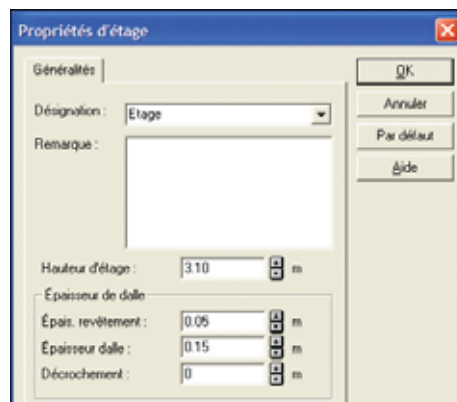 Propriétés d'étage
Généralités
OK
Annuler
Par défaut
Aide
Désignation :
Etage
Remarque :
Hauteur d'étage :
3.10
m
Épaisseur de dalle
Épais. revêtement :
0.05
m
Épaisseur dalle :
0.15
m
Décrochement :
0
m